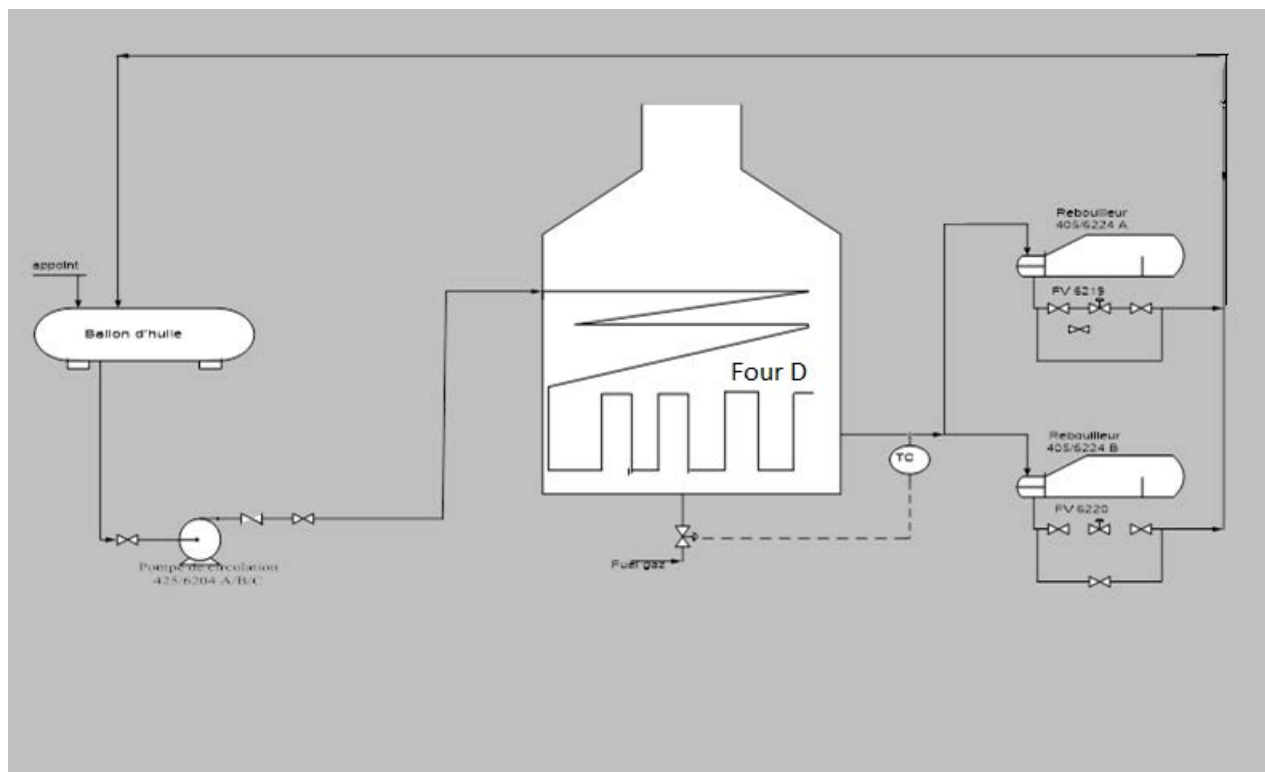 appoint
Ballon d'huile
Pompe de circulation
425/6204 A/B/C
Four D
Fuel gaz
TC
Rebouilleur
405/6224 A
FV 6219
Rebouilleur
405/6224 B
FV 6220